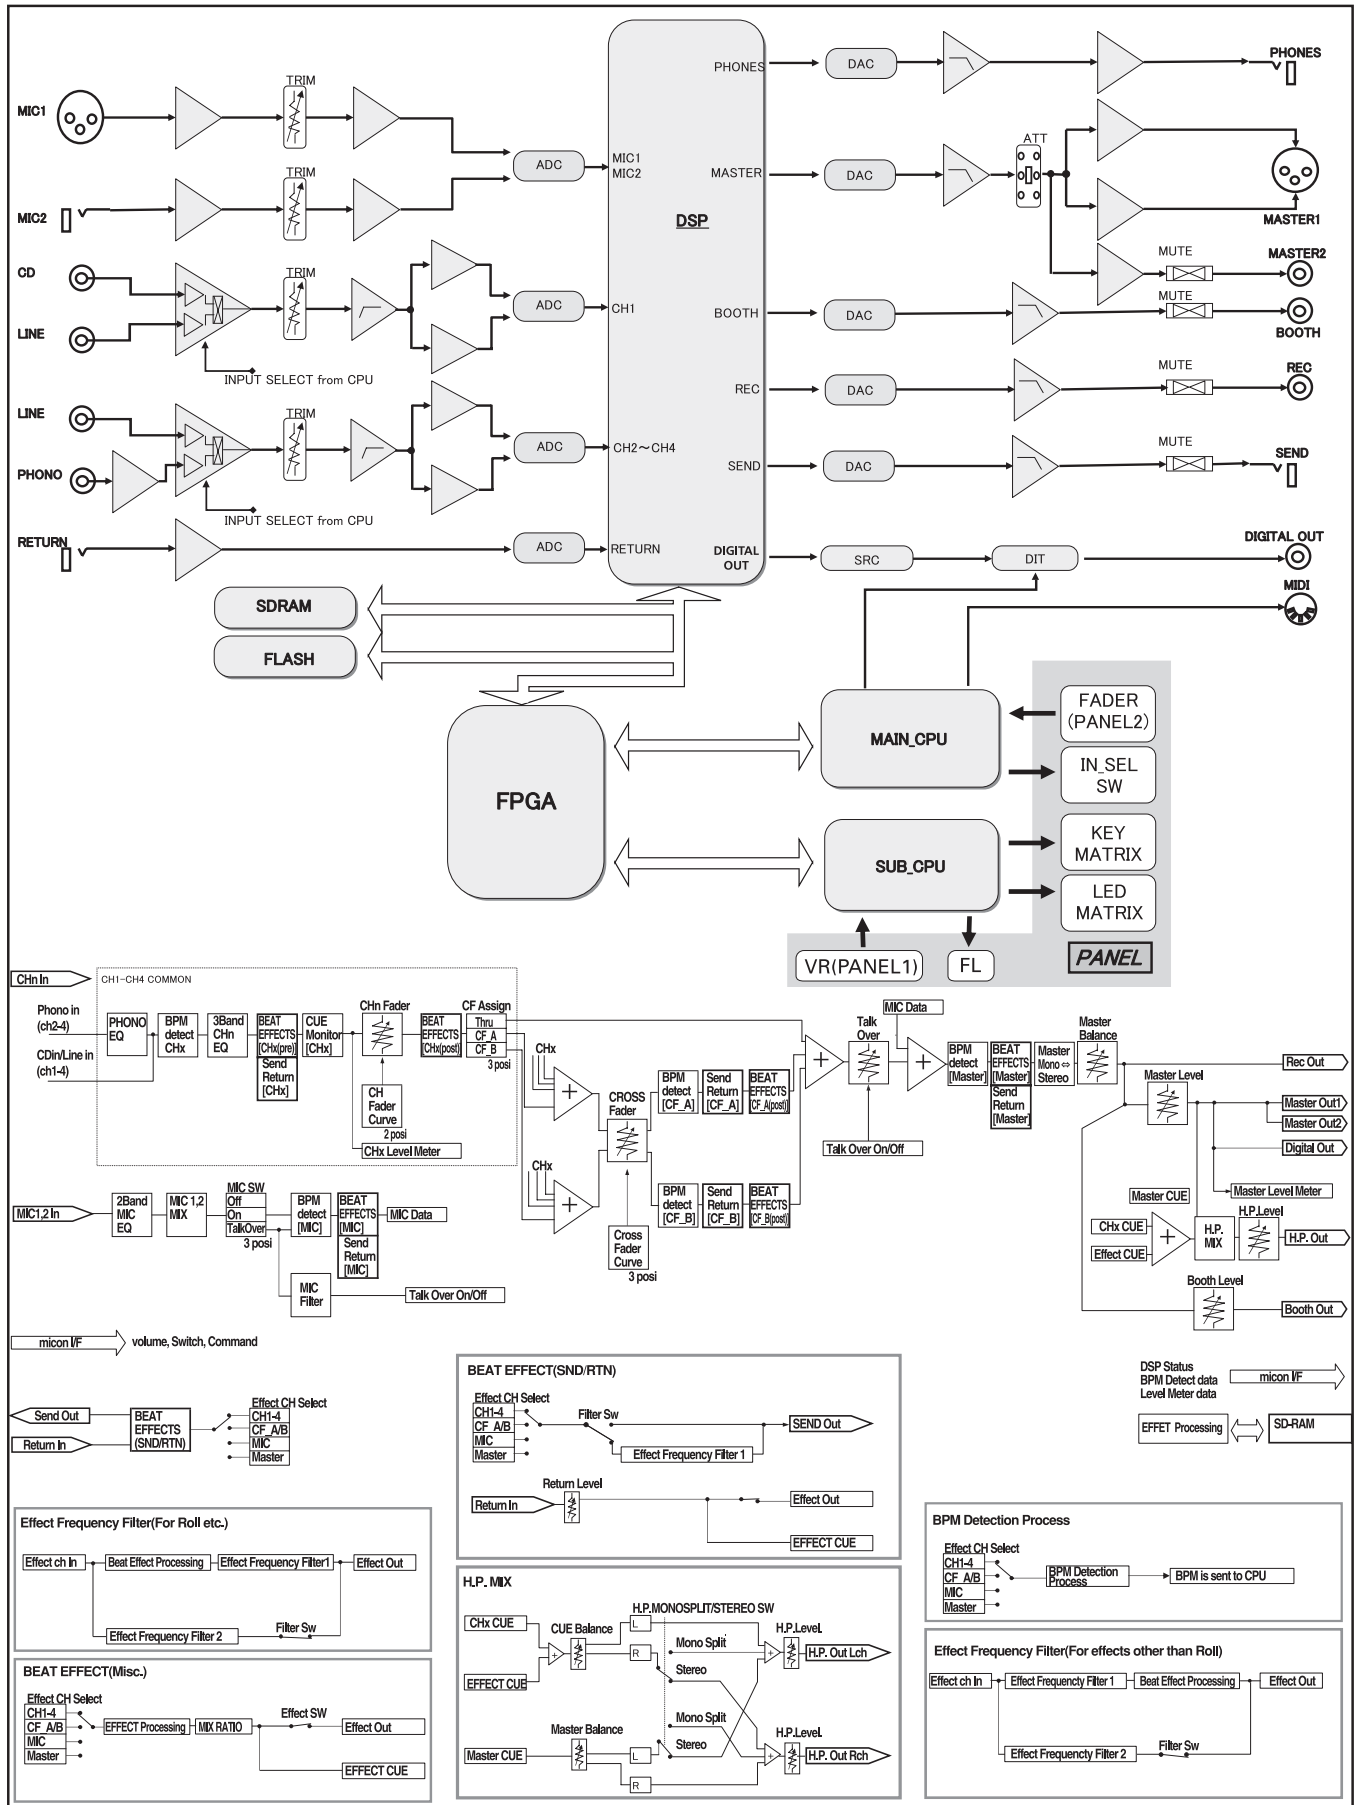 MIC1
TRIM
MIC2
TRIM
ADC
MIC1
MIC2
CD
LINE
TRIM
ADC
CH1
INPUT SELECT from CPU
LINE
PHONO
TRIM
ADC
CH2～CH4
INPUT SELECT from CPU
RETURN
ADC
RETURN
DSP
PHONES
DAC
PHONES
MASTER
DAC
ATT
MASTER1
MUTE
MASTER2
BOOTH
DAC
MUTE
BOOTH
REC
DAC
MUTE
REC
SEND
DAC
MUTE
SEND
DIGITAL
OUT
SRC
DIT
DIGITAL OUT
MIDI
SDRAM
FLASH
FPGA
MAIN_CPU
SUB_CPU
FADER
(PANEL2)
IN_SEL
SW
KEY
MATRIX
LED
MATRIX
VR(PANEL1)
FL
PANEL
CHn In
CH1-CH4 COMMON
Phono in
(ch2-4)
CDin/Line in
(ch1-4)
PHONO
EQ
BPM
detect
CHx
3Band
CHn
EQ
BEAT
EFFECTS
[CHx(pre)]
Send
Return
[CHx]
CUE
Monitor
[CHx]
CHn Fader
CH
Fader
Curve
2 posi
CHx Level Meter
BEAT
EFFECTS
[CHx(post)]
CF Assign
Thru
CF_A
CF_B
3 posi
CHx
+
CHx
+
CROSS
Fader
Cross
Fader
Curve
3 posi
BPM
detect
[CF_A]
Send
Return
[CF_A]
BEAT
EFFECTS
[CF_A(post)]
BPM
detect
[CF_B]
Send
Return
[CF_B]
BEAT
EFFECTS
[CF_B(post)]
+
Talk
Over
Talk Over On/Off
MIC Data
+
BPM
detect
[Master]
BEAT
EFFECTS
[Master]
Send
Return
[Master]
Master
Mono ⇔
Stereo
Master
Balance
Rec Out
Master Level
Master Out1
Master Out2
Digital Out
Master Level Meter
Master CUE
CHx CUE
Effect CUE
+
H.P.
MIX
H.P.Level
H.P. Out
Booth Level
Booth Out
MIC1,2 In
2Band
MIC
EQ
MIC 1,2
MIX
MIC SW
Off
On
TalkOver
3 posi
BPM
detect
[MIC]
BEAT
EFFECTS
[MIC]
Send
Return
[MIC]
MIC Data
MIC
Filter
Talk Over On/Off
micon I/F
volume, Switch, Command
DSP Status
BPM Detect data
Level Meter data
micon I/F
EFFET Processing
SD-RAM
Send Out
Return In
BEAT
EFFECTS
(SND/RTN)
Effect CH Select
CH1-4
CF_A/B
MIC
Master
BEAT EFFECT(SND/RTN)
Effect CH Select
CH1-4
CF_A/B
MIC
Master
Filter Sw
Effect Frequency Filter 1
SEND Out
Return Level
Return In
Effect Out
EFFECT CUE
Effect Frequency Filter(For Roll etc.)
Effect ch In
Beat Effect Processing
Effect Frequency Filter1
Effect Out
Effect Frequency Filter 2
Filter Sw
BEAT EFFECT(Misc.)
Effect CH Select
CH1-4
CF_A/B
MIC
Master
EFFECT Processing
MIX RATIO
Effect SW
Effect Out
EFFECT CUE
H.P. MIX
CHx CUE
EFFECT CUE
+
CUE Balance
H.P.MONOSPLIT/STEREO SW
L
R
Mono Split
Stereo
+
H.P.Level.
H.P. Out Lch
Master CUE
Master Balance
L
R
Mono Split
Stereo
+
H.P.Level.
H.P. Out Rch
BPM Detection Process
Effect CH Select
CH1-4
CF_A/B
MIC
Master
BPM Detection
Process
BPM is sent to CPU
Effect Frequency Filter(For effects other than Roll)
Effect ch In
Effect Frequencty Filter 1
Beat Effect Processing
Effect Out
Effect Frequencty Filter 2
Filter Sw